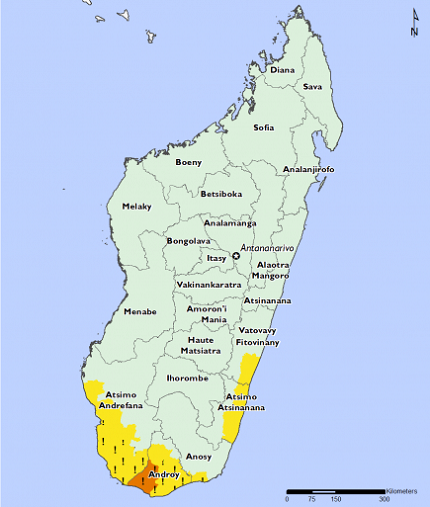 N
Diana
Sava
Sofia
Analanjirofo
Boeny
Betsiboka
Melaky
Analamanga
Bongolava
Antananarivo
Itasy
Alaotra
Mangoro
Vakinankaratra
Atsinanana
Menabe
Amoron'i
Mania
Vatovavy
Fitovinany
Haute
Matsiatra
Ihorombe
Atsimo
Andrefana
Atsimo
Atsinanana
Anosy
Androy
Kilometers
0 75 150 300